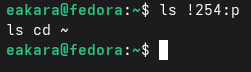 eakara@fedora:~$ ls !254:p
ls cd ~
eakara@fedora:~$